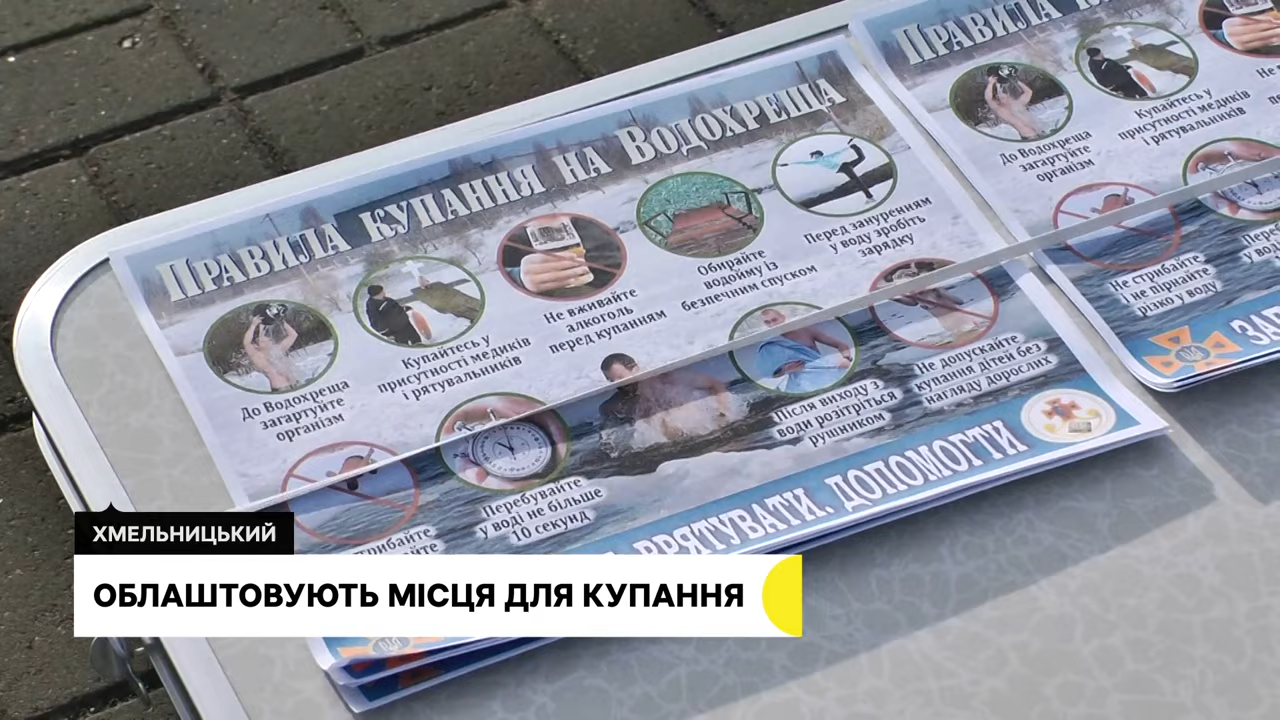 Правила купання на Водохреща
До Водохреща
загартуйте
організм
Купайтесь у
присутності медиків
і рятувальників
Не вживайте
алкоголь
перед купанням
Обирайте
водойму із
безпечним спуском
Перед зануренням
у воду зробіть
зарядку
Перебувайте
у воді не більше
10 секунд
Після виходу з
води розітріться
рушником
Не допускайте
купання дітей без
нагляду дорослих
ВРЯТУВАТИ. ДОПОМОГТИ
Правила
До Водохреща
загартуйте
організм
Купайтесь у
присутності медиків
і рятувальників
Не стрибайте
і не пірнайте
різко у воду
ХМЕЛЬНИЦЬКИЙ
ОБЛАШТОВУЮТЬ МІСЦЯ ДЛЯ КУПАННЯ